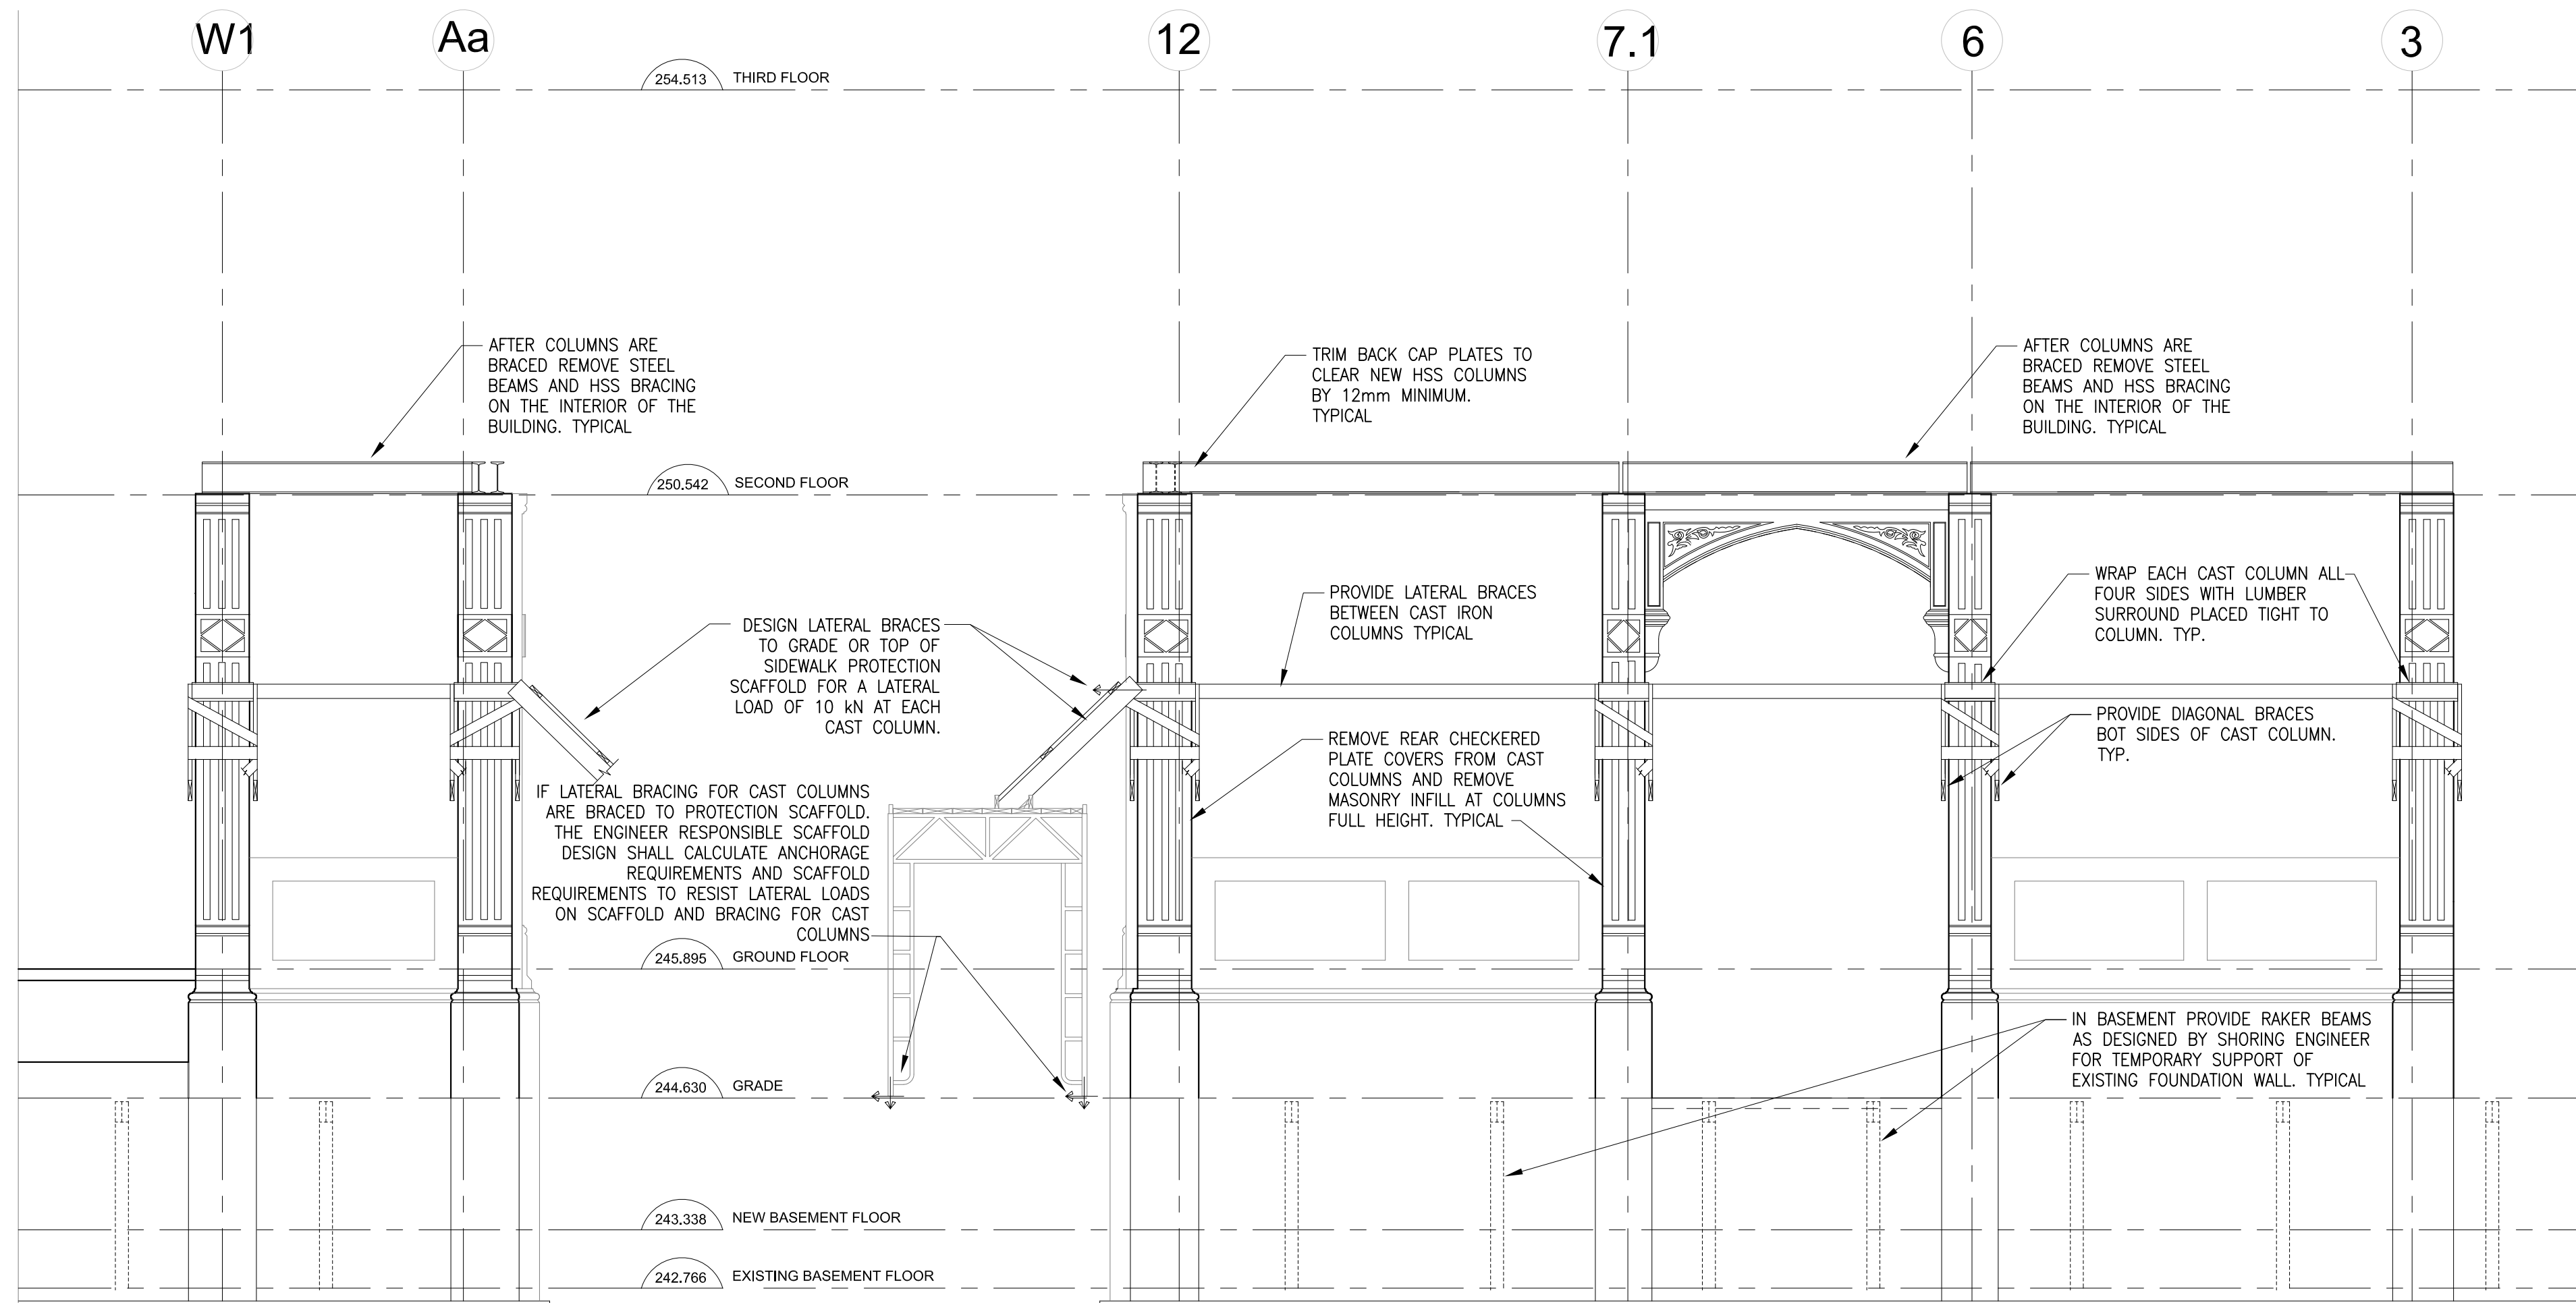 W1
Aa
12
7.1
6
3
254.513 THIRD FLOOR
AFTER COLUMNS ARE
BRACED REMOVE STEEL
BEAMS AND HSS BRACING
ON THE INTERIOR OF THE
BUILDING. TYPICAL
TRIM BACK CAP PLATES TO
CLEAR NEW HSS COLUMNS
BY 12mm MINIMUM.
TYPICAL
AFTER COLUMNS ARE
BRACED REMOVE STEEL
BEAMS AND HSS BRACING
ON THE INTERIOR OF THE
BUILDING. TYPICAL
250.542 SECOND FLOOR
DESIGN LATERAL BRACES
TO GRADE OR TOP OF
SIDEWALK PROTECTION
SCAFFOLD FOR A LATERAL
LOAD OF 10 kN AT EACH
CAST COLUMN.
PROVIDE LATERAL BRACES
BETWEEN CAST IRON
COLUMNS TYPICAL
WRAP EACH CAST COLUMN ALL
FOUR SIDES WITH LUMBER
SURROUND PLACED TIGHT TO
COLUMN. TYP.
PROVIDE DIAGONAL BRACES
BOT SIDES OF CAST COLUMN.
TYP.
REMOVE REAR CHECKERED
PLATE COVERS FROM CAST
COLUMNS AND REMOVE
MASONRY INFILL AT COLUMNS
FULL HEIGHT. TYPICAL
IF LATERAL BRACING FOR CAST COLUMNS
ARE BRACED TO PROTECTION SCAFFOLD.
THE ENGINEER RESPONSIBLE SCAFFOLD
DESIGN SHALL CALCULATE ANCHORAGE
REQUIREMENTS AND SCAFFOLD
REQUIREMENTS TO RESIST LATERAL LOADS
ON SCAFFOLD AND BRACING FOR CAST
COLUMNS
245.895 GROUND FLOOR
IN BASEMENT PROVIDE RAKER BEAMS
AS DESIGNED BY SHORING ENGINEER
FOR TEMPORARY SUPPORT OF
EXISTING FOUNDATION WALL. TYPICAL
244.630 GRADE
243.338 NEW BASEMENT FLOOR
242.766 EXISTING BASEMENT FLOOR